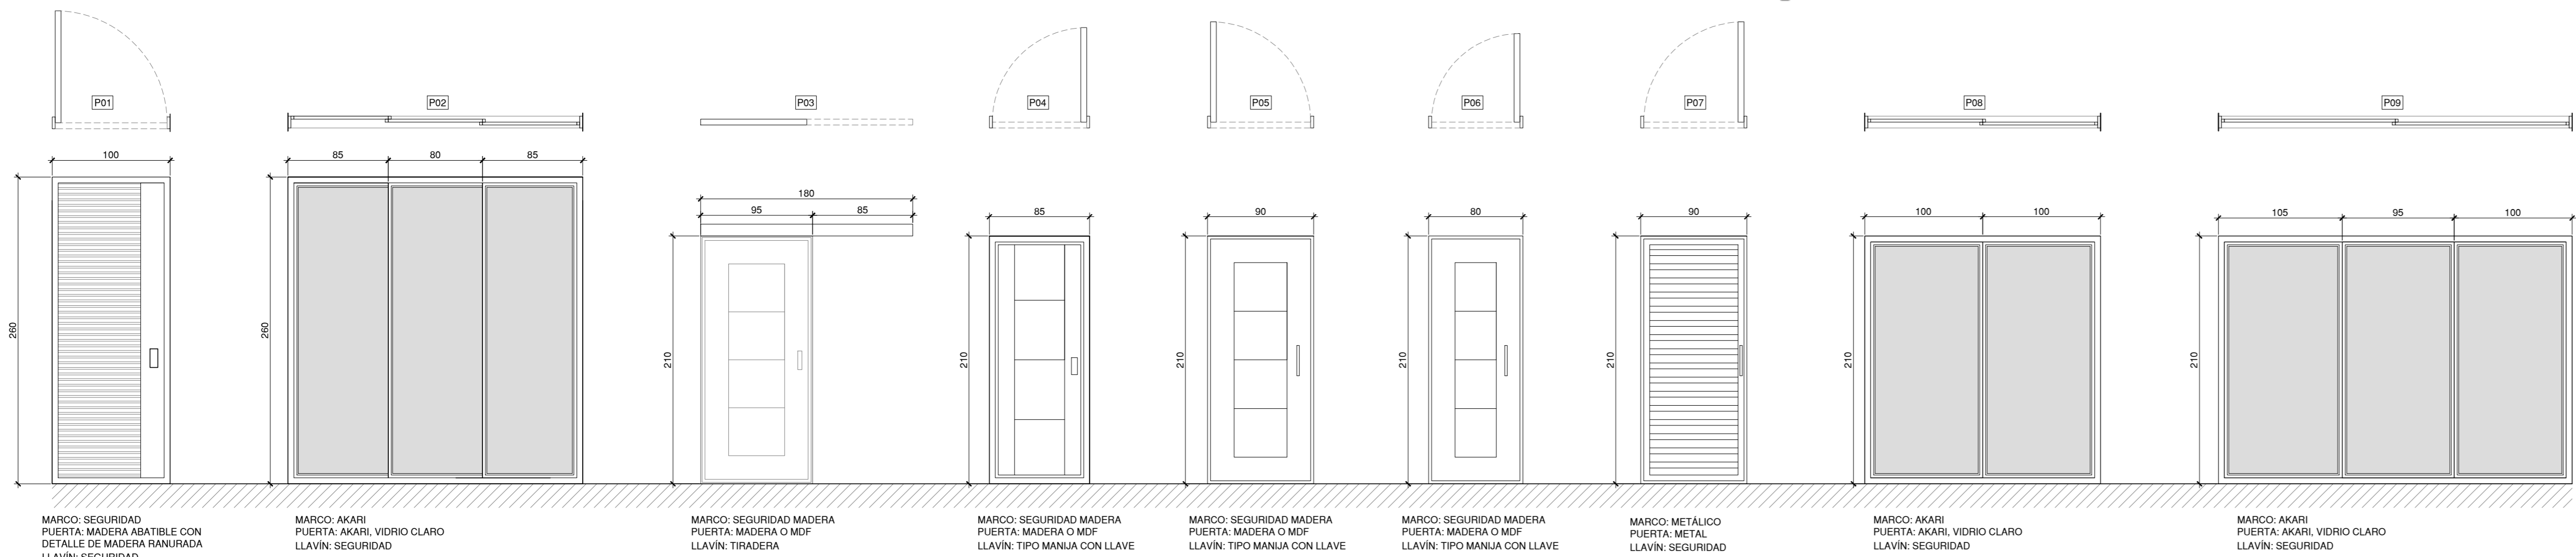 P01
P02
P03
P04
P05
P06
P07
P08
P09
100
85 80 85
180
95 85
85
90
80
90
100 100
105 95 100
260
260
210
210
210
210
210
210
210
MARCO: SEGURIDAD
PUERTA: MADERA ABATIBLE CON
DETALLE DE MADERA RANURADA
LLAVÍN: SEGURIDAD
MARCO: AKARI
PUERTA: AKARI, VIDRIO CLARO
LLAVÍN: SEGURIDAD
MARCO: SEGURIDAD MADERA
PUERTA: MADERA O MDF
LLAVÍN: TIRADERA
MARCO: SEGURIDAD MADERA
PUERTA: MADERA O MDF
LLAVÍN: TIPO MANIJA CON LLAVE
MARCO: SEGURIDAD MADERA
PUERTA: MADERA O MDF
LLAVÍN: TIPO MANIJA CON LLAVE
MARCO: SEGURIDAD MADERA
PUERTA: MADERA O MDF
LLAVÍN: TIPO MANIJA CON LLAVE
MARCO: METÁLICO
PUERTA: METAL
LLAVÍN: SEGURIDAD
MARCO: AKARI
PUERTA: AKARI, VIDRIO CLARO
LLAVÍN: SEGURIDAD
MARCO: AKARI
PUERTA: AKARI, VIDRIO CLARO
LLAVÍN: SEGURIDAD